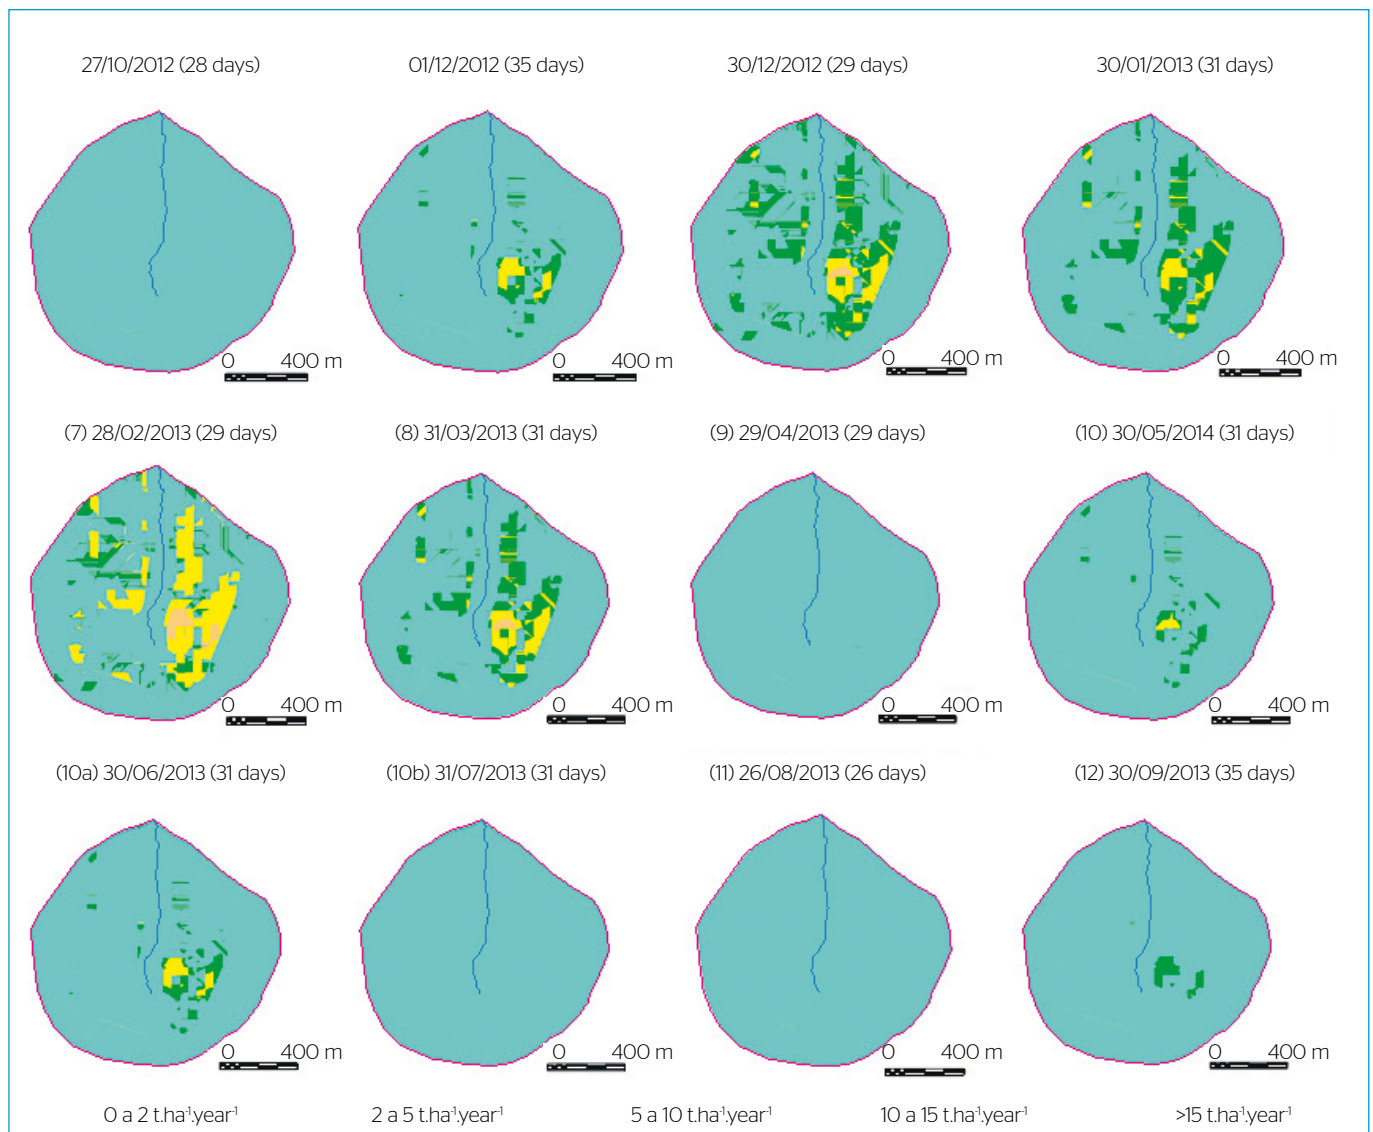 27/10/2012 (28 days) 01/12/2012 (35 days) 30/12/2012 (29 days) 30/01/2013 (31 days)
0 400 m 0 400 m 0 400 m 0 400 m
(7) 28/02/2013 (29 days) (8) 31/03/2013 (31 days) (9) 29/04/2013 (29 days) (10) 30/05/2014 (31 days)
0 400 m 0 400 m 0 400 m 0 400 m
(10a) 30/06/2013 (31 days) (10b) 31/07/2013 (31 days) (11) 26/08/2013 (26 days) (12) 30/09/2013 (35 days)
0 400 m 0 400 m 0 400 m 0 400 m
0 a 2 t.ha⁻¹.year⁻¹ 2 a 5 t.ha⁻¹.year⁻¹ 5 a 10 t.ha⁻¹.year⁻¹ 10 a 15 t.ha⁻¹.year⁻¹ >15 t.ha⁻¹.year⁻¹